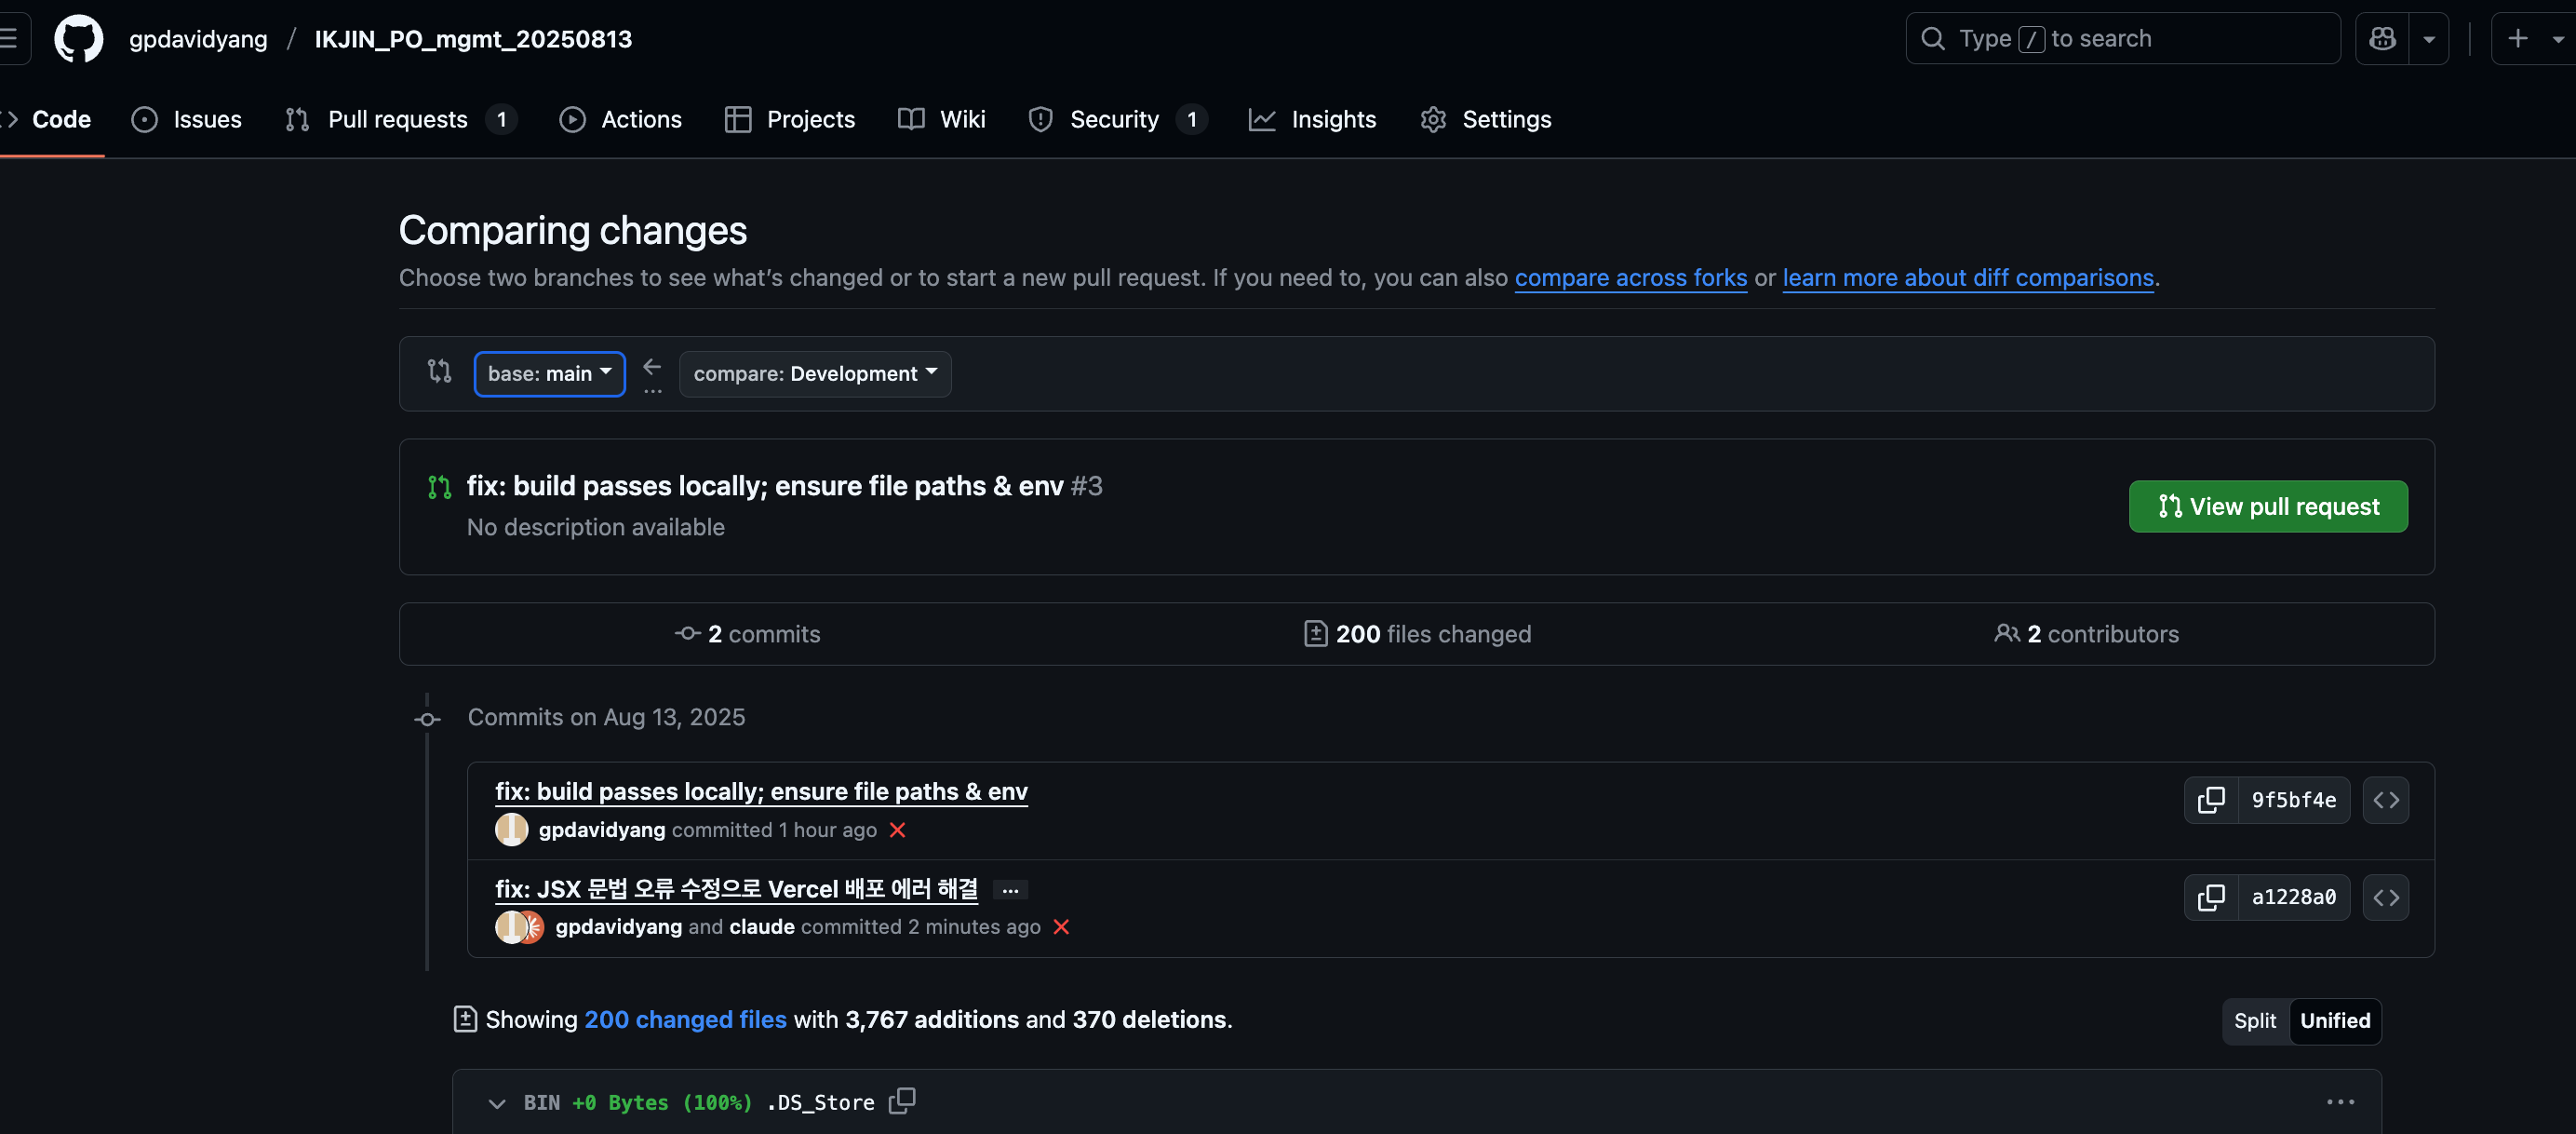 gpdavidyang / IKJIN_PO_mgmt_20250813
Type / to search
Code Issues Pull requests 1 Actions Projects Wiki Security 1 Insights Settings
Comparing changes
Choose two branches to see what’s changed or to start a new pull request. If you need to, you can also compare across forks or learn more about diff comparisons.
base: main ... compare: Development
fix: build passes locally; ensure file paths & env #3
No description available
View pull request
2 commits 200 files changed 2 contributors
Commits on Aug 13, 2025
fix: build passes locally; ensure file paths & env
gpdavidyang committed 1 hour ago
9f5bf4e
fix: JSX 문법 오류 수정으로 Vercel 배포 에러 해결 ...
gpdavidyang and claude committed 2 minutes ago
a1228a0
Showing 200 changed files with 3,767 additions and 370 deletions.
Split Unified
BIN +0 Bytes (100%) .DS_Store